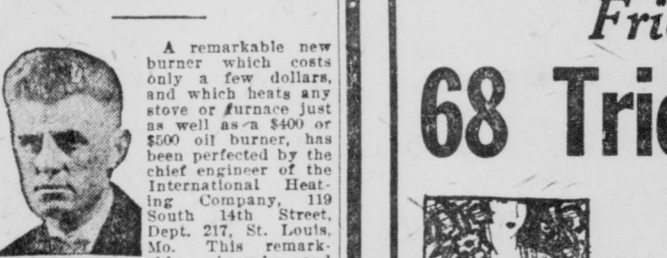 A remarkable new
burner which costs
only a few dollars,
and which heats any
stove or furnace just
as well as a $400 or
$500 oil burner, has
been perfected by the
chief engineer of the
International Heat-
ing Company, 119
South 14th Street,
Dept. 217, St. Louis,
Mo. This remark-
Fri
68 Tri